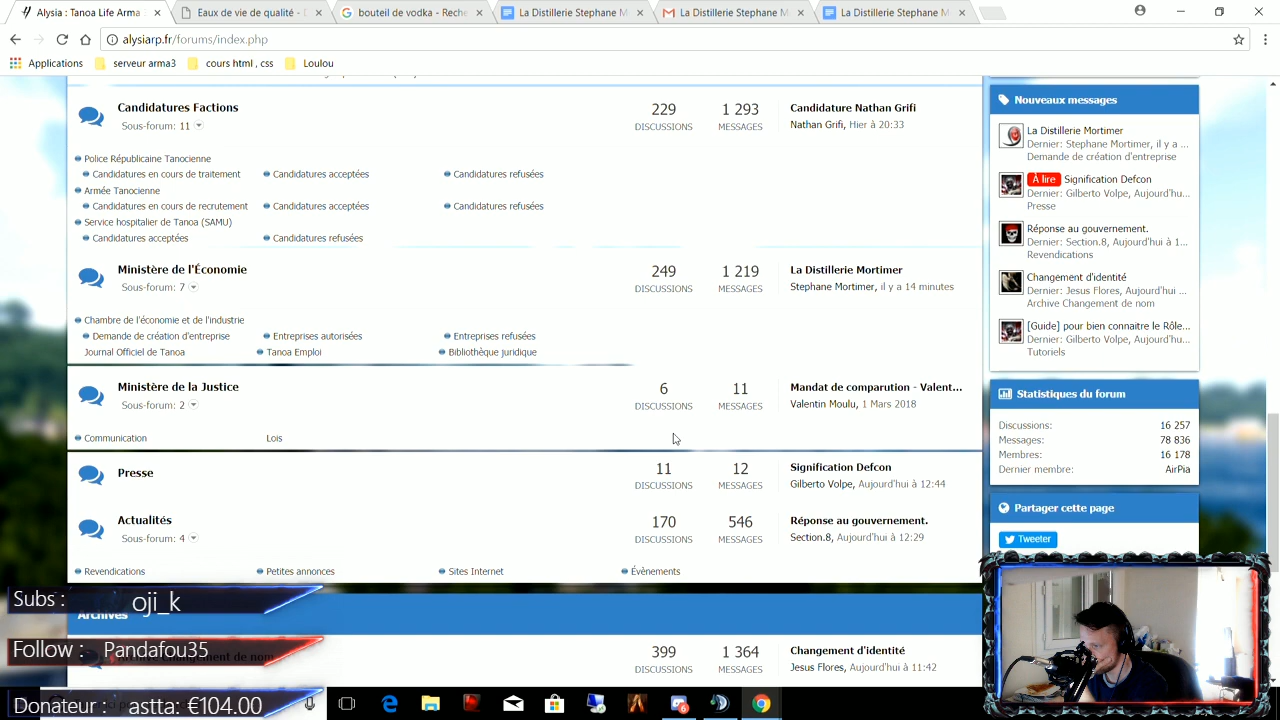 Alysia : Tanoa Life Arma
Eaux de vie de qualité - D
bouteil de vodka - Reche
La Distillerie Stephane M
La Distillerie Stephane M
La Distillerie Stephane M
alysiarp.fr/forums/index.php
Applications serveur arma3 cours html , css Loulou
Candidatures Factions
Sous-forum: 11
229 DISCUSSIONS
1 293 MESSAGES
Candidature Nathan Grifi
Nathan Grifi, Hier à 20:33
Police Républicaine Tanocienne
Candidatures en cours de traitement Candidatures acceptées Candidatures refusées
Armée Tanocienne
Candidatures en cours de recrutement Candidatures acceptées Candidatures refusées
Service hospitalier de Tanoa (SAMU)
Candidatures acceptées Candidatures refusées
Ministère de l'Économie
Sous-forum: 7
249 DISCUSSIONS
1 219 MESSAGES
La Distillerie Mortimer
Stephane Mortimer, il y a 14 minutes
Chambre de l'économie et de l'industrie
Demande de création d'entreprise Entreprises autorisées Entreprises refusées
Journal Officiel de Tanoa Tanoa Emploi Bibliothèque juridique
Ministère de la Justice
Sous-forum: 2
6 DISCUSSIONS
11 MESSAGES
Mandat de comparution - Valent...
Valentin Moulu, 1 Mars 2018
Communication Lois
Presse
11 DISCUSSIONS
12 MESSAGES
Signification Defcon
Gilberto Volpe, Aujourd'hui à 12:44
Actualités
Sous-forum: 4
170 DISCUSSIONS
546 MESSAGES
Réponse au gouvernement.
Section.8, Aujourd'hui à 12:29
Revendications Petites annonces Sites Internet Évènements
Archives
Archive Changement de nom
399 DISCUSSIONS
1 364 MESSAGES
Changement d'identité
Jesus Flores, Aujourd'hui à 11:42
Nouveaux messages
La Distillerie Mortimer
Dernier: Stephane Mortimer, il y a ...
Demande de création d'entreprise
À lire Signification Defcon
Dernier: Gilberto Volpe, Aujourd'hui...
Presse
Réponse au gouvernement.
Dernier: Section.8, Aujourd'hui à 1...
Revendications
Changement d'identité
Dernier: Jesus Flores, Aujourd'hui ...
Archive Changement de nom
[Guide] pour bien connaitre le Rôle...
Dernier: Gilberto Volpe, Aujourd'hui...
Tutoriels
Statistiques du forum
Discussions: 16 257
Messages: 78 836
Membres: 16 178
Dernier membre: AirPia
Partager cette page
Tweeter
Subs : oji_k
Follow : Pandafou35
Donateur : astta: €104.00